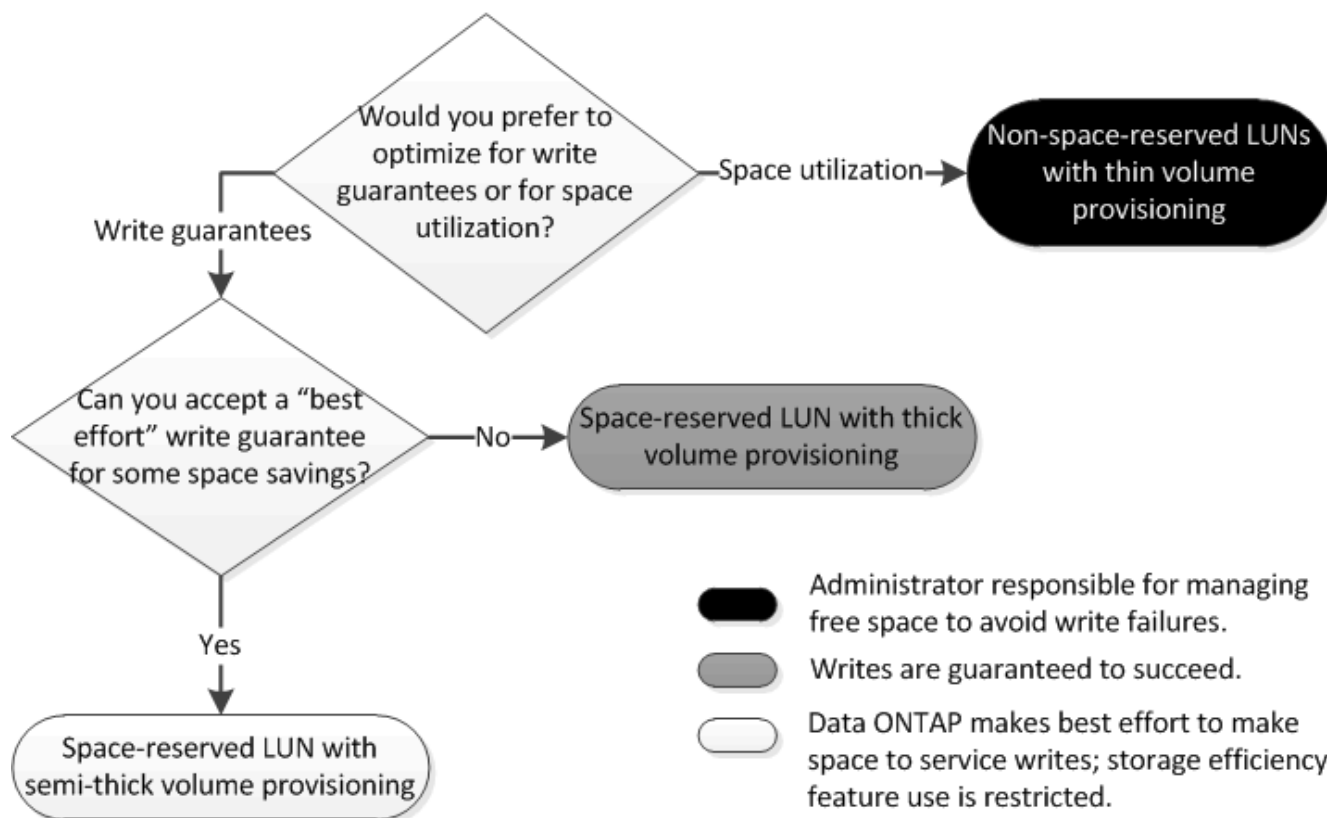 Would you prefer to
optimize for write
guarantees or for space
utilization?
Space utilization
Non-space-reserved LUNs
with thin volume
provisioning
Write guarantees
Can you accept a “best
effort” write guarantee
for some space savings?
No
Space-reserved LUN with thick
volume provisioning
Yes
Space-reserved LUN with
semi-thick volume provisioning
Administrator responsible for managing
free space to avoid write failures.
Writes are guaranteed to succeed.
Data ONTAP makes best effort to make
space to service writes; storage efficiency
feature use is restricted.